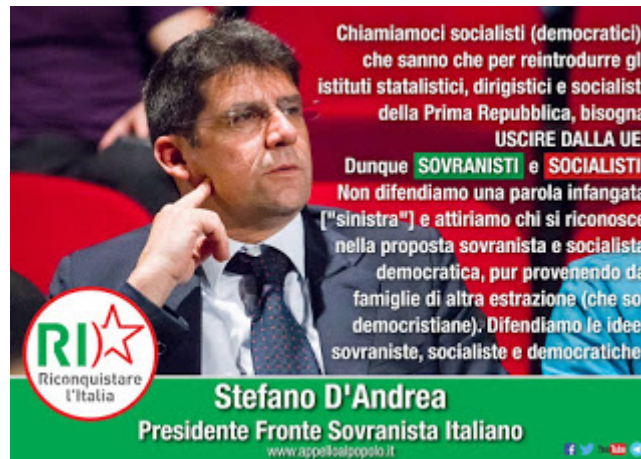 Chiamiamoci socialisti (democratici)
che sanno che per reintrodurre gl
istituti statalistici, dirigistici e socialist
della Prima Repubblica, bisogna
USCIRE DALLA UE
Dunque SOVRANISTI e SOCIALISTI
Non difendiamo una parola infangata
["sinistra"] e attiriamo chi si riconosce
nella proposta sovranista e socialista
democratica, pur provenendo da
famiglie di altra estrazione (che so
democristiane). Difendiamo le idee
sovraniste, socialiste e democratiche
RI
Riconquistare
l'Italia
Stefano D'Andrea
Presidente Fronte Sovranista Italiano
www.appelloalpopolo.it